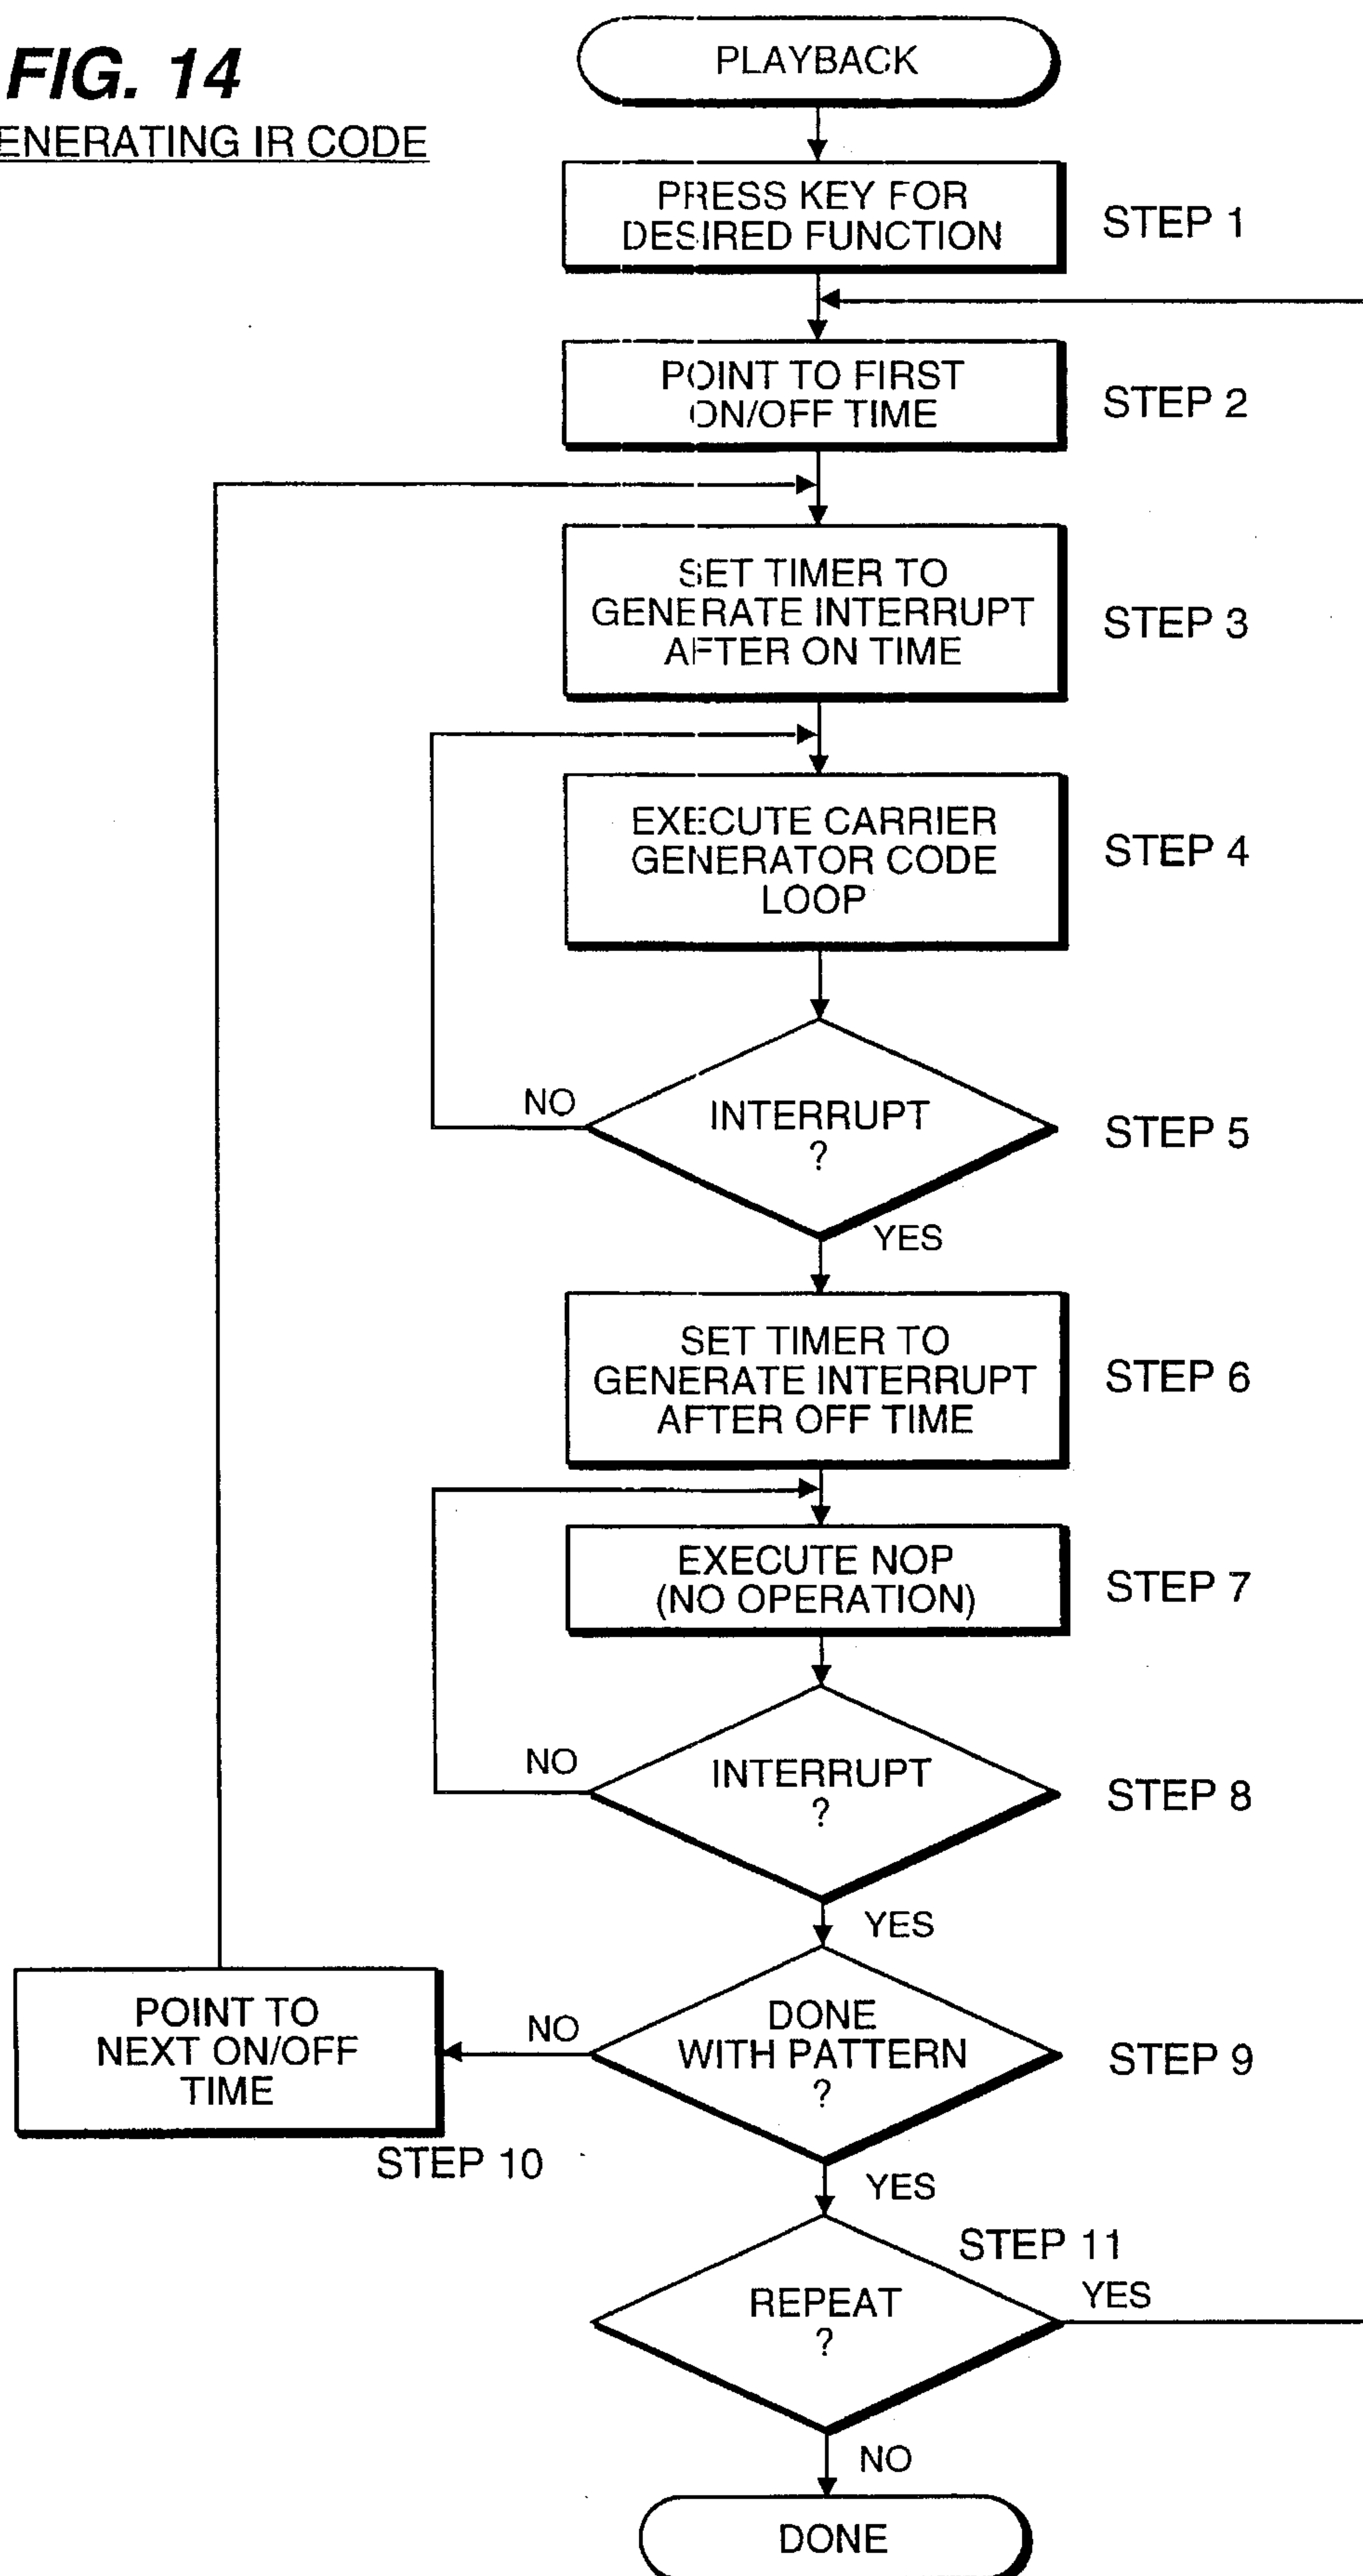 FIG. 14
ENERATING IR CODE
PLAYBACK
PRESS KEY FOR
DESIRED FUNCTION
STEP 1
POINT TO FIRST
ON/OFF TIME
STEP 2
SET TIMER TO
GENERATE INTERRUPT
AFTER ON TIME
STEP 3
EXECUTE CARRIER
GENERATOR CODE
LOOP
STEP 4
NO
INTERRUPT
?
STEP 5
YES
SET TIMER TO
GENERATE INTERRUPT
AFTER OFF TIME
STEP 6
EXECUTE NOP
(NO OPERATION)
STEP 7
NO
INTERRUPT
?
STEP 8
YES
POINT TO
NEXT ON/OFF
TIME
STEP 10
NO
DONE
WITH PATTERN
?
STEP 9
YES
STEP 11
REPEAT
?
YES
NO
DONE